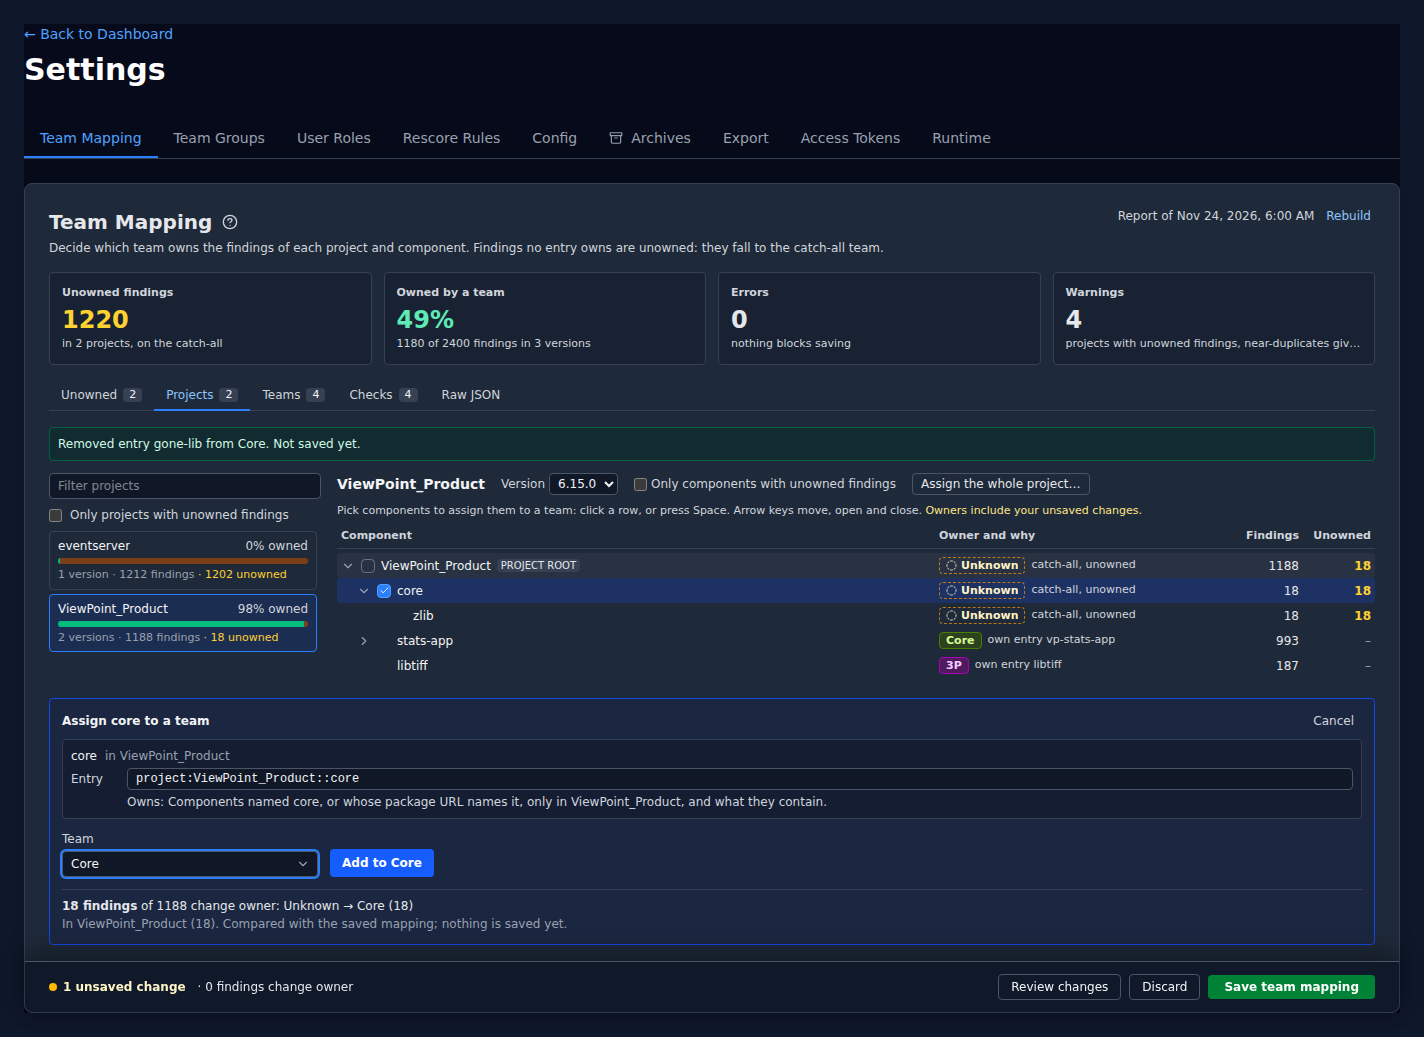 ← Back to Dashboard
Settings
Team Mapping Team Groups User Roles Rescore Rules Config Archives Export Access Tokens Runtime
Team Mapping
Report of Nov 24, 2026, 6:00 AM Rebuild
Decide which team owns the findings of each project and component. Findings no entry owns are unowned: they fall to the catch-all team.
Unowned findings
1220
in 2 projects, on the catch-all
Owned by a team
49%
1180 of 2400 findings in 3 versions
Errors
0
nothing blocks saving
Warnings
4
projects with unowned findings, near-duplicates giv…
Unowned 2 Projects 2 Teams 4 Checks 4 Raw JSON
Removed entry gone-lib from Core. Not saved yet.
Filter projects
Only projects with unowned findings
eventserver 0% owned
1 version · 1212 findings · 1202 unowned
ViewPoint_Product 98% owned
2 versions · 1188 findings · 18 unowned
ViewPoint_Product Version 6.15.0 Only components with unowned findings Assign the whole project…
Pick components to assign them to a team: click a row, or press Space. Arrow keys move, open and close. Owners include your unsaved changes.
Component Owner and why Findings Unowned
ViewPoint_Product PROJECT ROOT Unknown catch-all, unowned 1188 18
core Unknown catch-all, unowned 18 18
zlib Unknown catch-all, unowned 18 18
stats-app Core own entry vp-stats-app 993 –
libtiff 3P own entry libtiff 187 –
Assign core to a team Cancel
core in ViewPoint_Product
Entry project:ViewPoint_Product::core
Owns: Components named core, or whose package URL names it, only in ViewPoint_Product, and what they contain.
Team
Core Add to Core
18 findings of 1188 change owner: Unknown → Core (18)
In ViewPoint_Product (18). Compared with the saved mapping; nothing is saved yet.
1 unsaved change · 0 findings change owner Review changes Discard Save team mapping